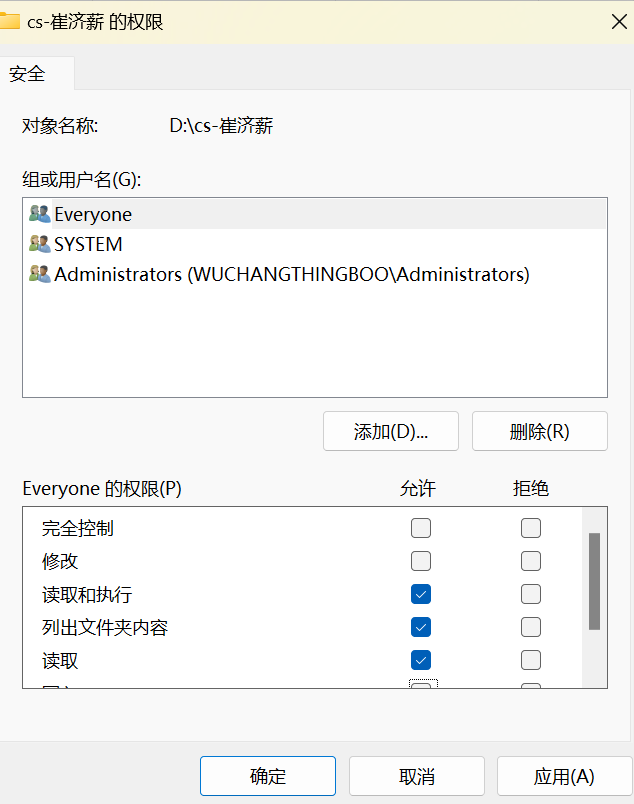 cs-崔济薪 的权限
安全
对象名称: D:\cs-崔济薪
组或用户名(G):
Everyone
SYSTEM
Administrators (WUCHANGTHINGBOO\Administrators)
添加(D)... 删除(R)
Everyone 的权限(P) 允许 拒绝
完全控制
修改
读取和执行
列出文件夹内容
读取
确定 取消 应用(A)